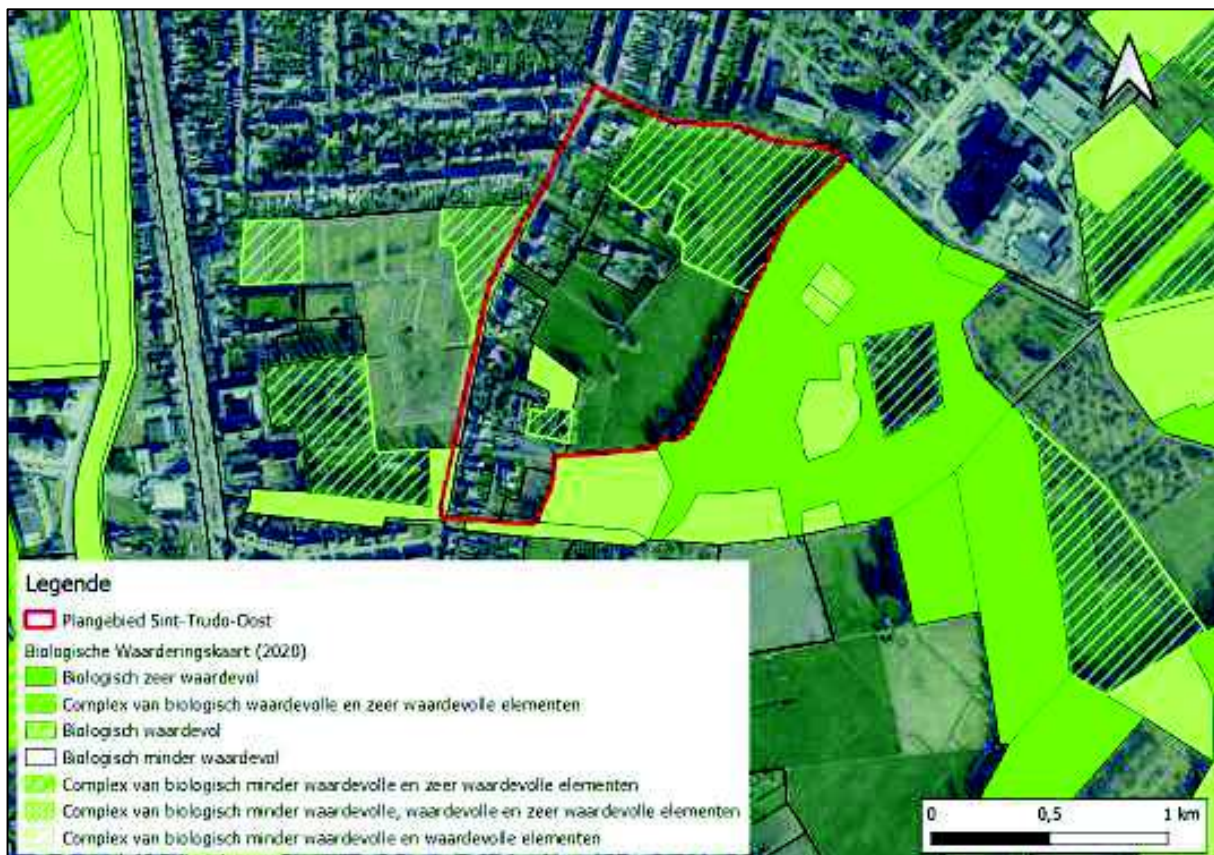 Legende
Plangebied Sint-Trudo-Oost
Biologische Waarderingskaart (2020)
Biologisch zeer waardevol
Complex van biologisch waardevolle en zeer waardevolle elementen
Biologisch waardevol
Biologisch minder waardevol
Complex van biologisch minder waardevolle en zeer waardevolle elementen
Complex van biologisch minder waardevolle, waardevolle en zeer waardevolle elementen
Complex van biologisch minder waardevolle en waardevolle elementen
0 0,5 1 km